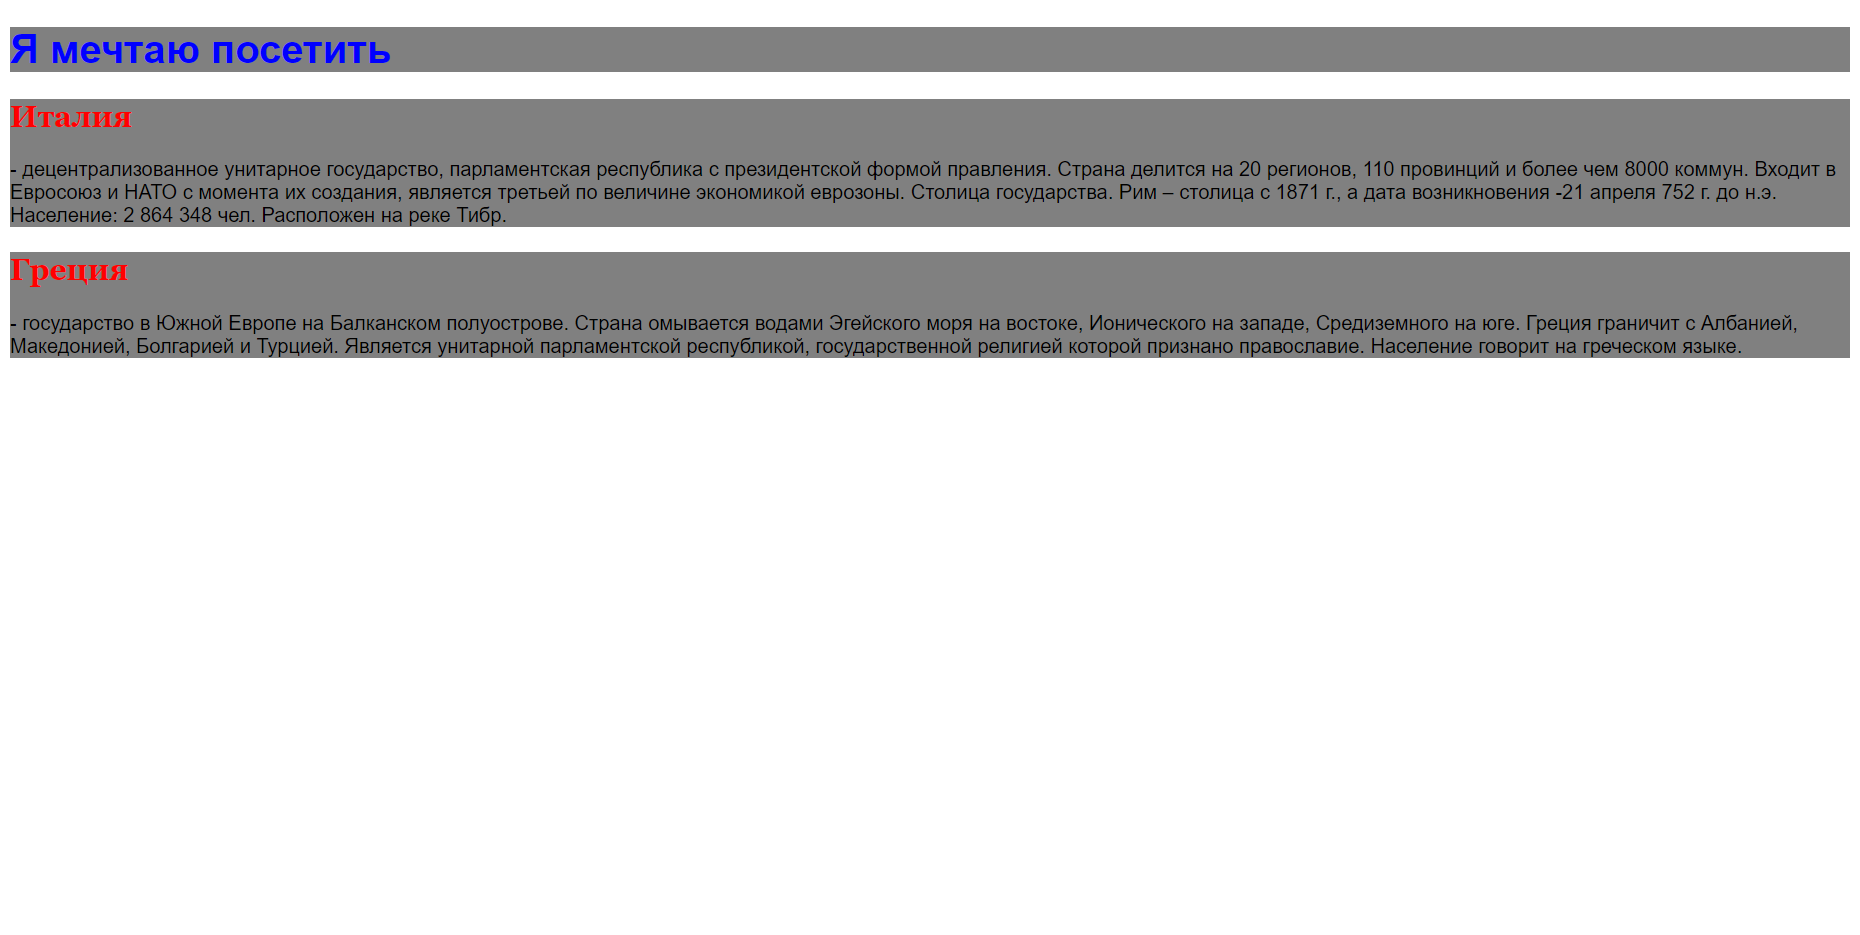 Я мечтаю посетить
Италия
- децентрализованное унитарное государство, парламентская республика с президентской формой правления. Страна делится на 20 регионов, 110 провинций и более чем 8000 коммун. Входит в
Евросоюз и НАТО с момента их создания, является третьей по величине экономикой еврозоны. Столица государства. Рим – столица с 1871 г., а дата возникновения -21 апреля 752 г. до н.э.
Население: 2 864 348 чел. Расположен на реке Тибр.
Греция
- государство в Южной Европе на Балканском полуострове. Страна омывается водами Эгейского моря на востоке, Ионического на западе, Средиземного на юге. Греция граничит с Албанией,
Македонией, Болгарией и Турцией. Является унитарной парламентской республикой, государственной религией которой признано православие. Население говорит на греческом языке.